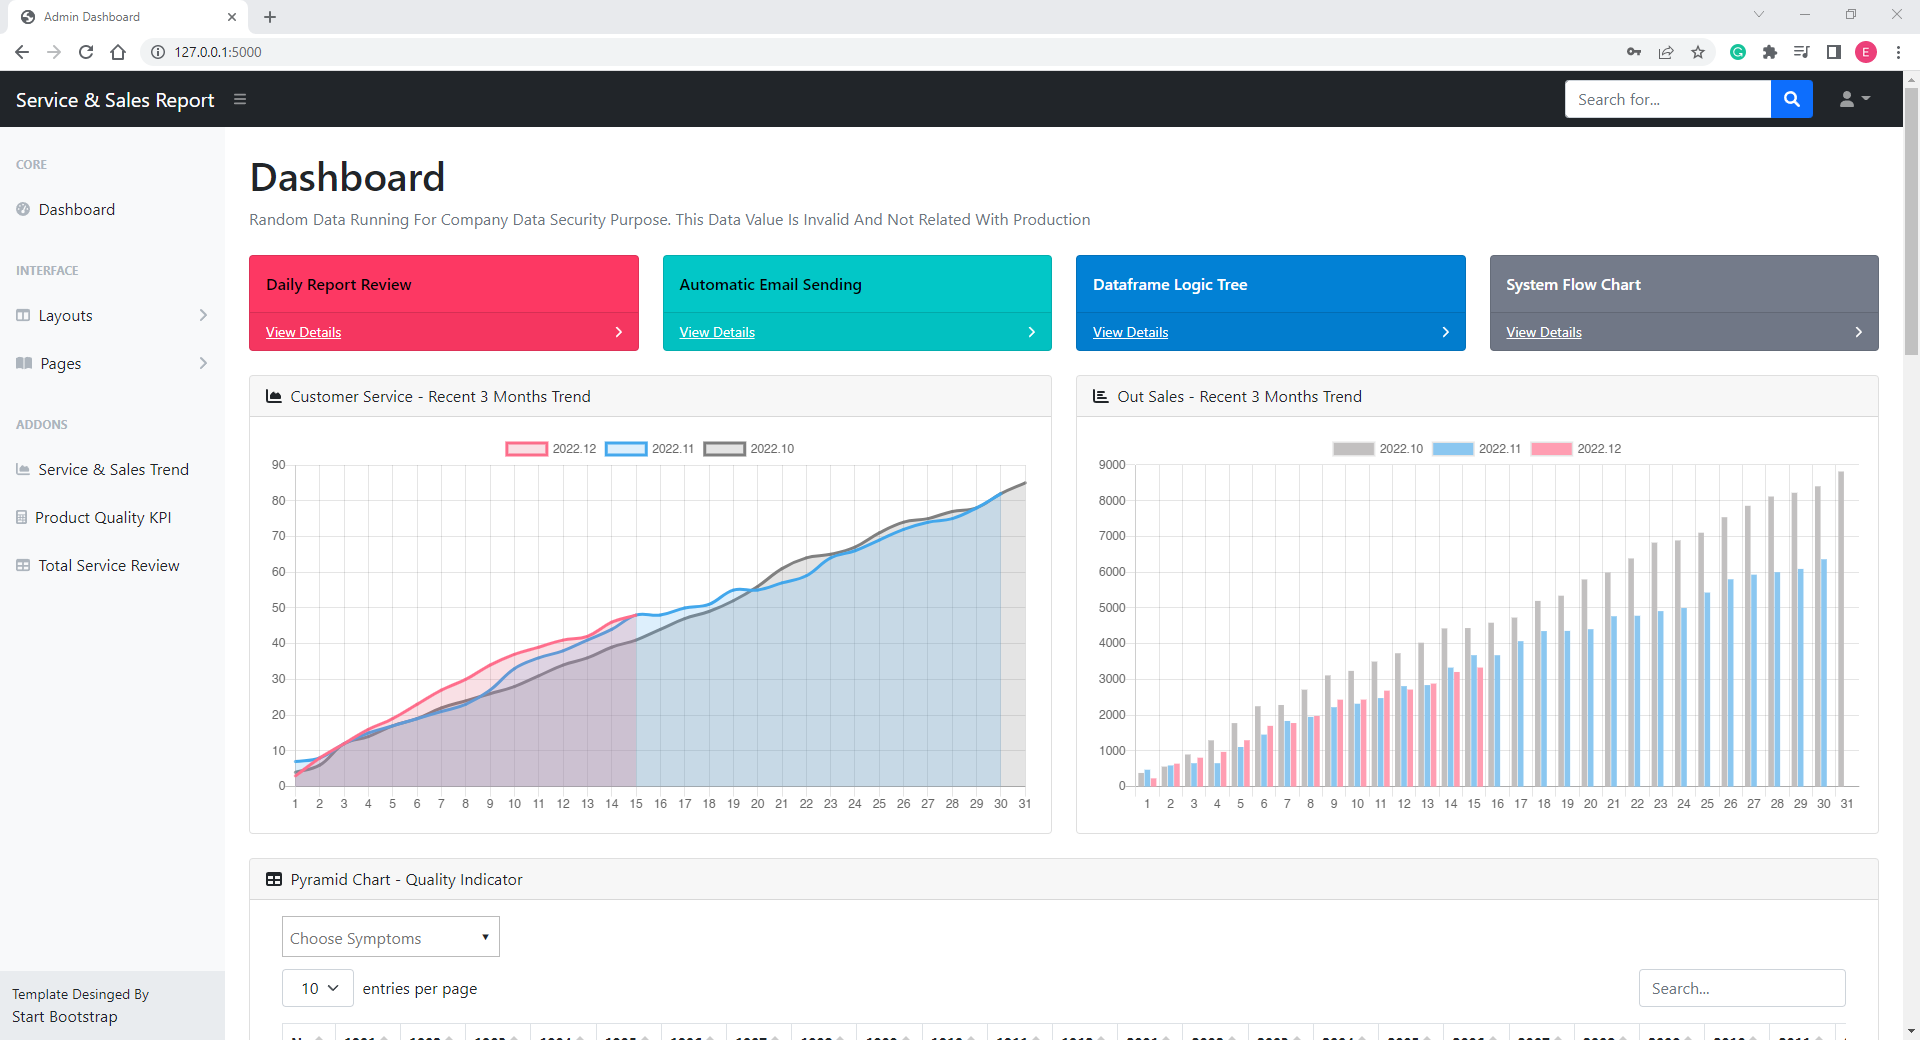 Admin Dashboard
127.0.0.1:5000
E
Service & Sales Report
Search for...
CORE
Dashboard
INTERFACE
Layouts
Pages
ADDONS
Service & Sales Trend
Product Quality KPI
Total Service Review
Template Desinged By
Start Bootstrap
Dashboard
Random Data Running For Company Data Security Purpose. This Data Value Is Invalid And Not Related With Production
Daily Report Review
View Details
Automatic Email Sending
View Details
Dataframe Logic Tree
View Details
System Flow Chart
View Details
Customer Service - Recent 3 Months Trend
2022.12 2022.11 2022.10
90
80
70
60
50
40
30
20
10
0
1 2 3 4 5 6 7 8 9 10 11 12 13 14 15 16 17 18 19 20 21 22 23 24 25 26 27 28 29 30 31
Out Sales - Recent 3 Months Trend
2022.10 2022.11 2022.12
9000
8000
7000
6000
5000
4000
3000
2000
1000
0
1 2 3 4 5 6 7 8 9 10 11 12 13 14 15 16 17 18 19 20 21 22 23 24 25 26 27 28 29 30 31
Pyramid Chart - Quality Indicator
Choose Symptoms
10 entries per page
Search...